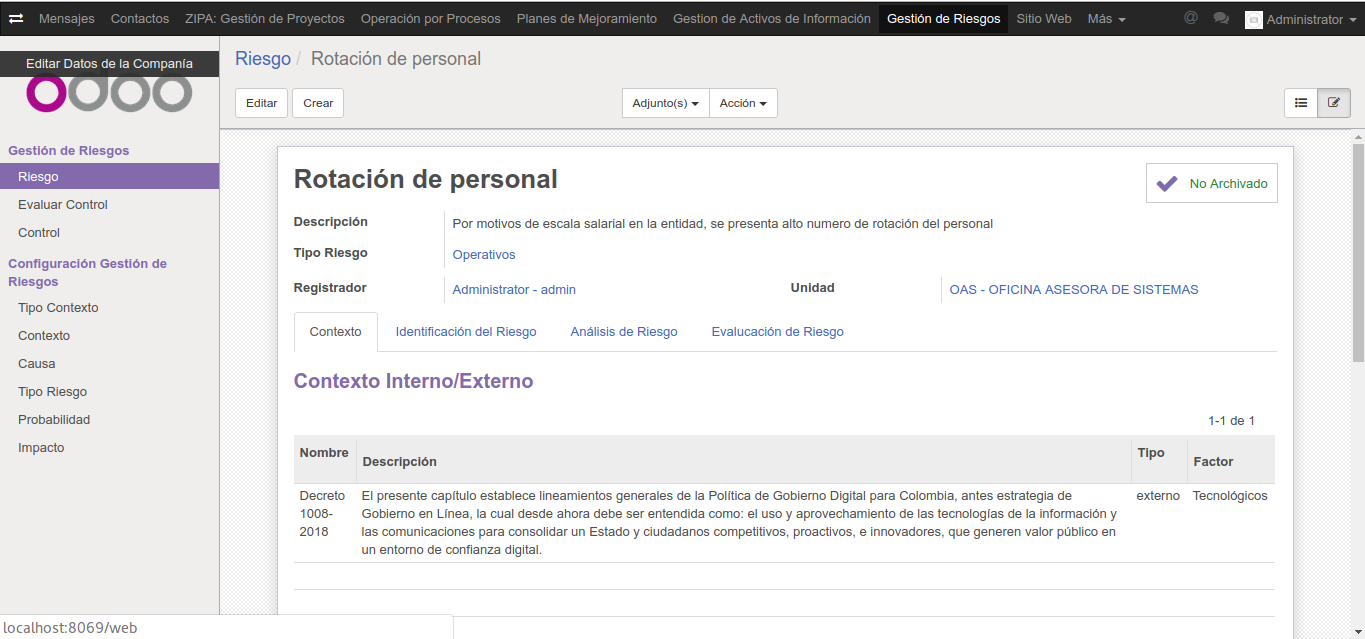 Mensajes Contactos ZIPA: Gestión de Proyectos Operación por Procesos Planes de Mejoramiento Gestion de Activos de Información Gestión de Riesgos Sitio Web Más @ Administrator
Editar Datos de la Compañía
odoo
Riesgo / Rotación de personal
Editar Crear Adjunto(s) Acción
Gestión de Riesgos
Riesgo
Evaluar Control
Control
Configuración Gestión de
Riesgos
Tipo Contexto
Contexto
Causa
Tipo Riesgo
Probabilidad
Impacto
Rotación de personal
No Archivado
Descripción Por motivos de escala salarial en la entidad, se presenta alto numero de rotación del personal
Tipo Riesgo Operativos
Registrador Administrator - admin Unidad OAS - OFICINA ASESORA DE SISTEMAS
Contexto Identificación del Riesgo Análisis de Riesgo Evalucación de Riesgo
Contexto Interno/Externo
1-1 de 1
Nombre Descripción Tipo Factor
Decreto El presente capítulo establece lineamientos generales de la Política de Gobierno Digital para Colombia, antes estrategia de externo Tecnológicos
1008- Gobierno en Línea, la cual desde ahora debe ser entendida como: el uso y aprovechamiento de las tecnologías de la información y
2018 las comunicaciones para consolidar un Estado y ciudadanos competitivos, proactivos, e innovadores, que generen valor público en
un entorno de confianza digital.
localhost:8069/web